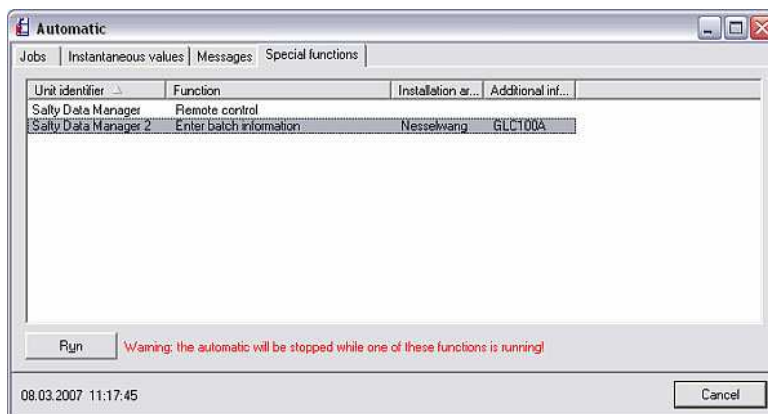 Automatic
Jobs Instantaneous values Messages Special functions
Unit identifier Function Installation ar... Additional inf...
Safty Data Manager Remote control
Safty Data Manager 2 Enter batch information Nesselwang GLC100A
Run Warning: the automatic will be stopped while one of these functions is running!
08.03.2007 11:17:45 Cancel